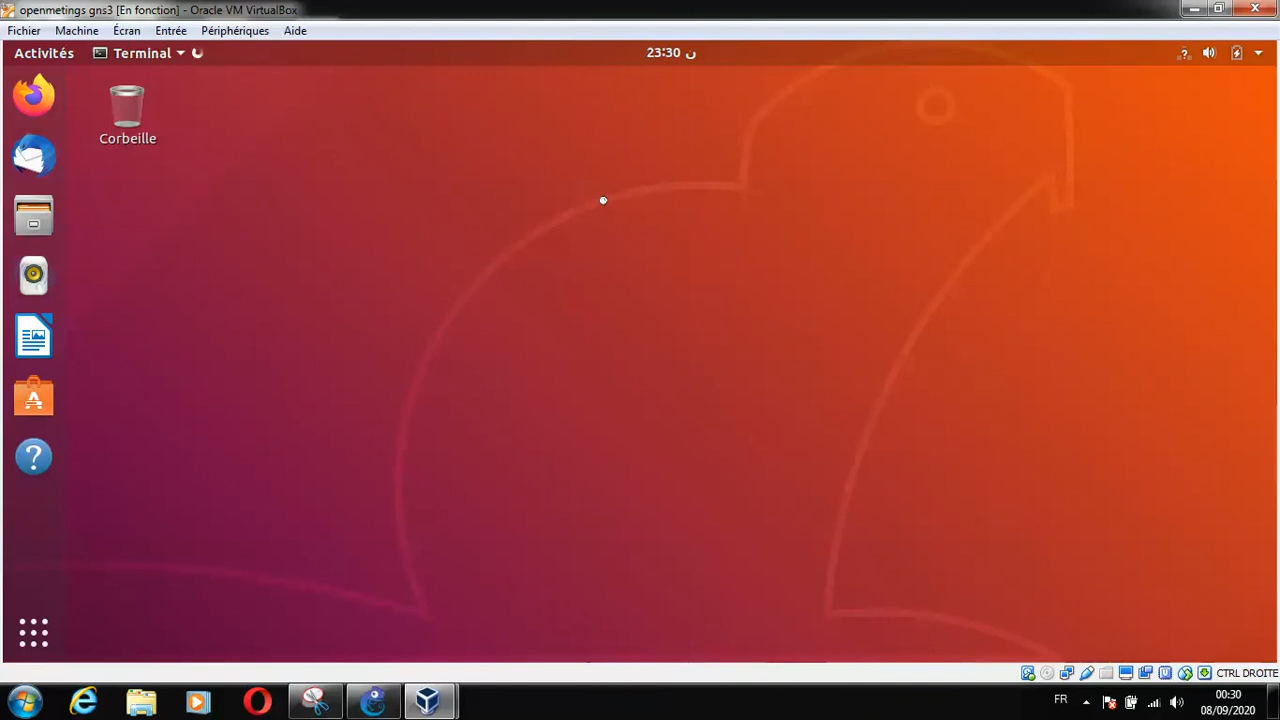 openmetings gns3 [En fonction] - Oracle VM VirtualBox
Fichier Machine Écran Entrée Périphériques Aide
Activités Terminal 23:30 ن
Corbeille
CTRL DROITE
FR 00:30
08/09/2020